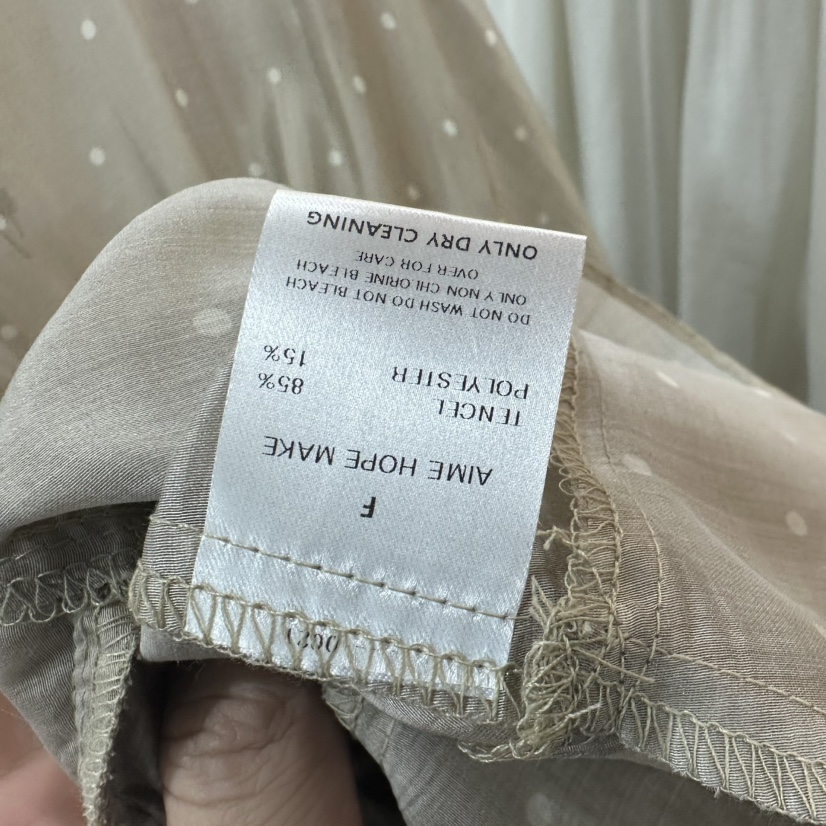 F
AIME HOPE MAKE
TENCEL 85%
POLYESTER 15%
DO NOT WASH DO NOT BLEACH
ONLY NON CHLORINE BLEACH
OVER FOR CARE
ONLY DRY CLEANING